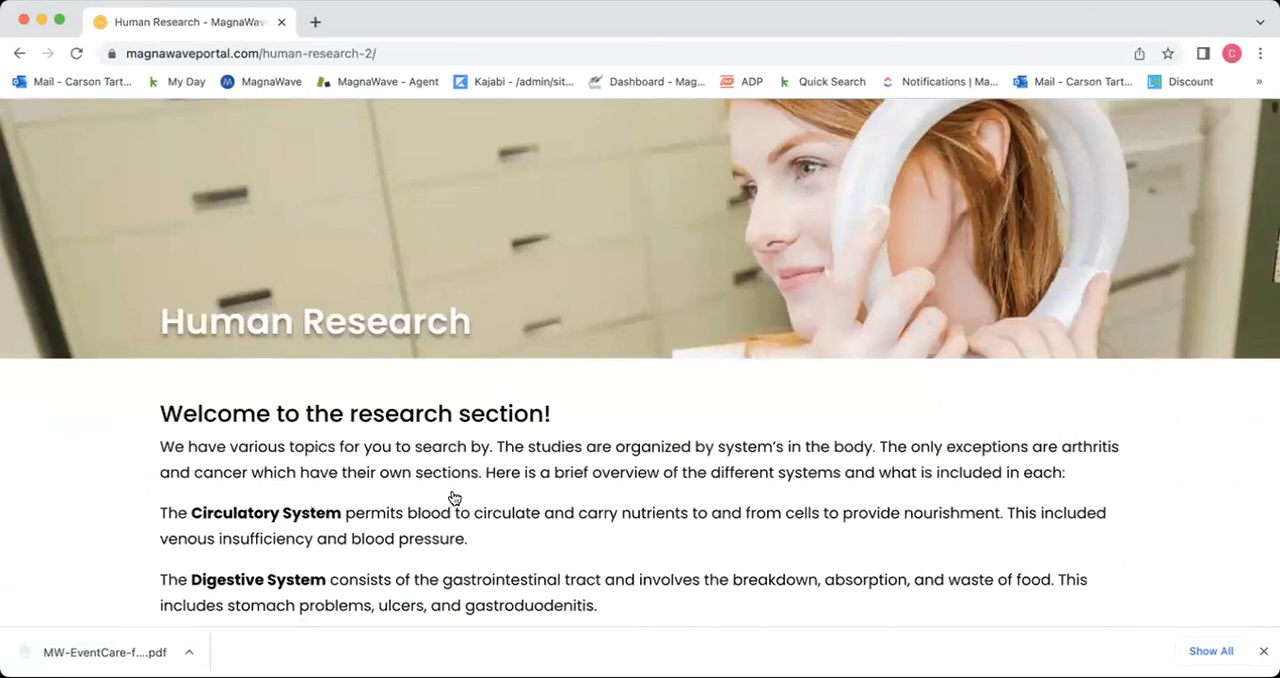 Human Research - MagnaWav
magnawaveportal.com/human-research-2/
C
Mail - Carson Tart... My Day MagnaWave MagnaWave - Agent Kajabi - /admin/sit... Dashboard - Mag... ADP Quick Search Notifications | Ma... Mail - Carson Tart... Discount »
Human Research
Welcome to the research section!
We have various topics for you to search by. The studies are organized by system's in the body. The only exceptions are arthritis
and cancer which have their own sections. Here is a brief overview of the different systems and what is included in each:
The Circulatory System permits blood to circulate and carry nutrients to and from cells to provide nourishment. This included
venous insufficiency and blood pressure.
The Digestive System consists of the gastrointestinal tract and involves the breakdown, absorption, and waste of food. This
includes stomach problems, ulcers, and gastroduodenitis.
MW-EventCare-f....pdf Show All